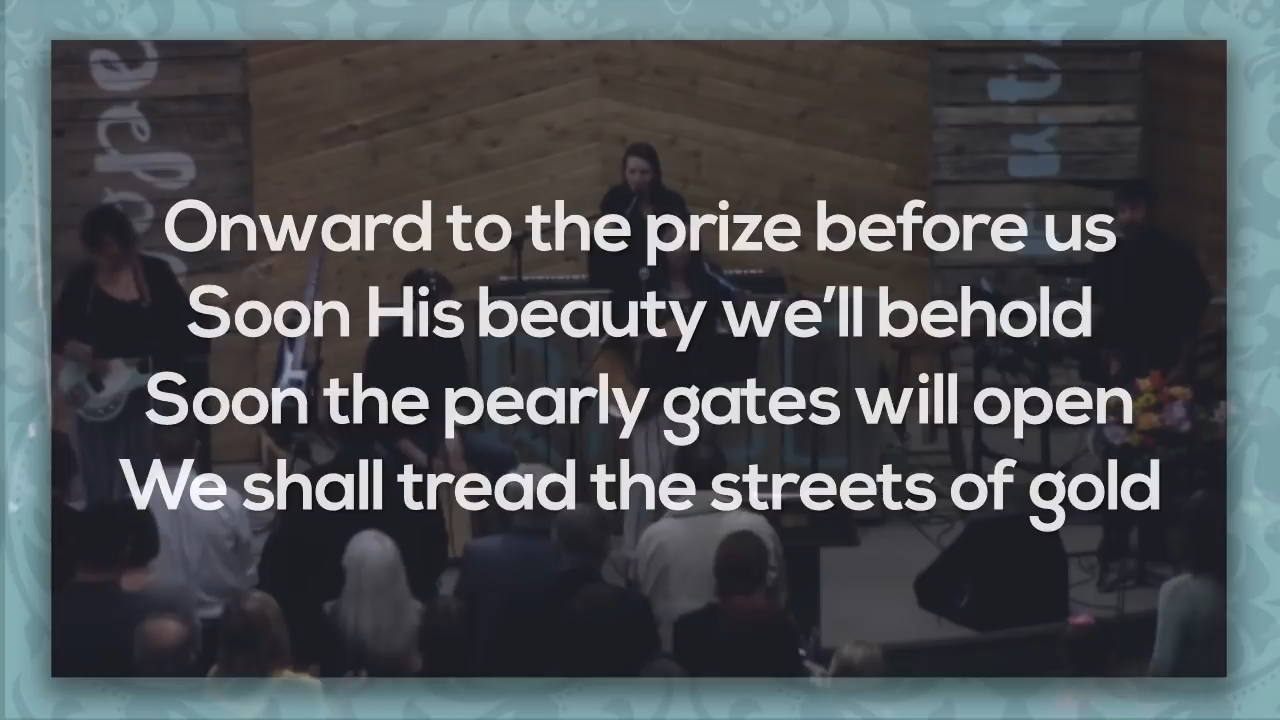 Onward to the prize before us
Soon His beauty we’ll behold
Soon the pearly gates will open
We shall tread the streets of gold